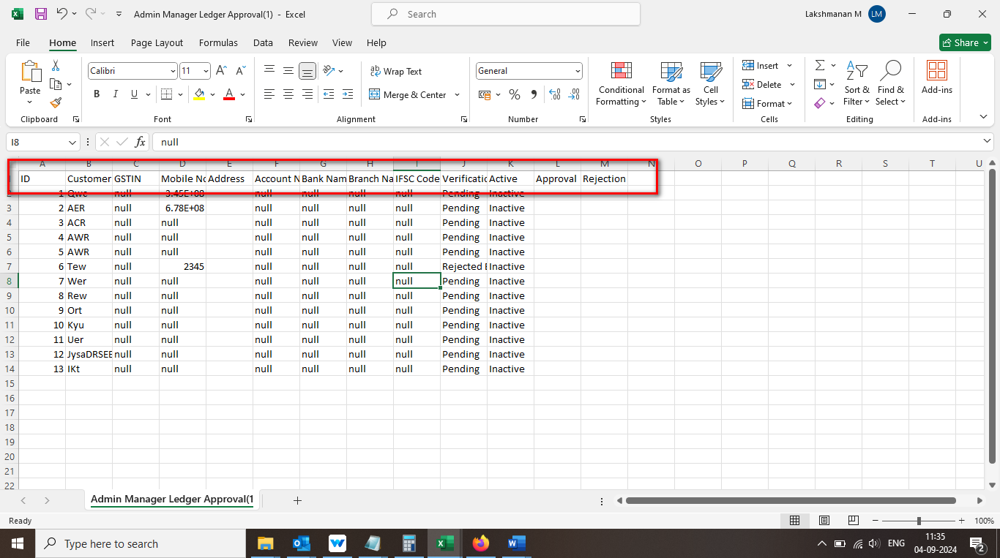 Admin Manager Ledger Approval(1) - Excel
Search
Lakshmanan M
LM
File Home Insert Page Layout Formulas Data Review View Help
Share
Calibri 11
Wrap Text
General
Insert
Paste
Conditional Formatting
Format as Table
Cell Styles
Delete
Sort & Filter
Find & Select
Add-ins
B I U
Merge & Center
Format
Clipboard Font Alignment Number Styles Cells Editing Add-ins
I8 fx null
A B C D E F G H I J K L M N O P Q R S T U
1 ID Customer GSTIN Mobile No Address Account N Bank Nam Branch Na IFSC Code Verificatio Active Approval Rejection
2 1 Qwe null 3.45E+08 null null null null Pending Inactive
3 2 AER null 6.78E+08 null null null null Pending Inactive
4 3 ACR null null null null null null Pending Inactive
5 4 AWR null null null null null null Pending Inactive
6 5 AWR null null null null null null Pending Inactive
7 6 Tew null 2345 null null null null Rejected Inactive
8 7 Wer null null null null null null Pending Inactive
9 8 Rew null null null null null null Pending Inactive
10 9 Ort null null null null null null Pending Inactive
11 10 Kyu null null null null null null Pending Inactive
12 11 Uer null null null null null null Pending Inactive
13 12 JysaDRSEE null null null null null null Pending Inactive
14 13 IKt null null null null null null Pending Inactive
15
16
17
18
19
20
21
22
Admin Manager Ledger Approval(1
Ready
100%
Type here to search
ENG
11:35
04-09-2024
2